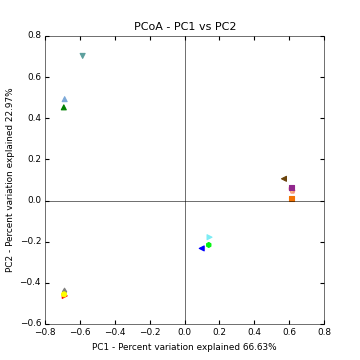 PCoA - PC1 vs PC2
0.8
0.6
0.4
0.2
0.0
−0.2
−0.4
−0.6
PC2 - Percent variation explained 22.97%
−0.8 −0.6 −0.4 −0.2 0.0 0.2 0.4 0.6 0.8
PC1 - Percent variation explained 66.63%